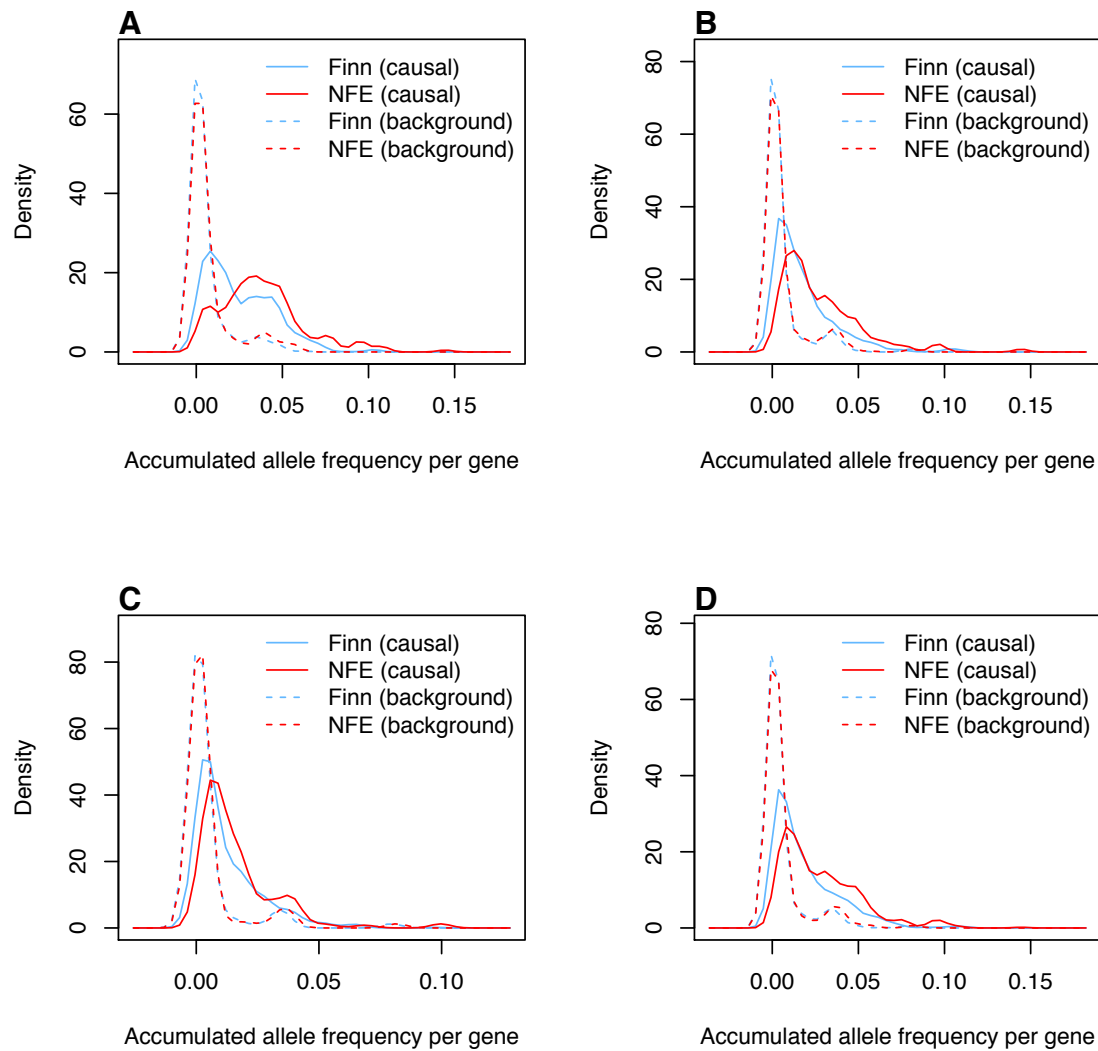 A
Finn (causal)
NFE (causal)
Finn (background)
NFE (background)
Density
0
20
40
60
0.00
0.05
0.10
0.15
Accumulated allele frequency per gene
B
Finn (causal)
NFE (causal)
Finn (background)
NFE (background)
Density
0
20
40
60
80
0.00
0.05
0.10
0.15
Accumulated allele frequency per gene
C
Finn (causal)
NFE (causal)
Finn (background)
NFE (background)
Density
0
20
40
60
80
0.00
0.05
0.10
Accumulated allele frequency per gene
D
Finn (causal)
NFE (causal)
Finn (background)
NFE (background)
Density
0
20
40
60
80
0.00
0.05
0.10
0.15
Accumulated allele frequency per gene